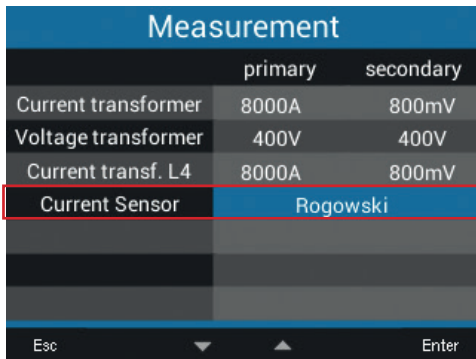 Measurement
primary secondary
Current transformer 8000A 800mV
Voltage transformer 400V 400V
Current transf. L4 8000A 800mV
Current Sensor Rogowski
Esc Enter